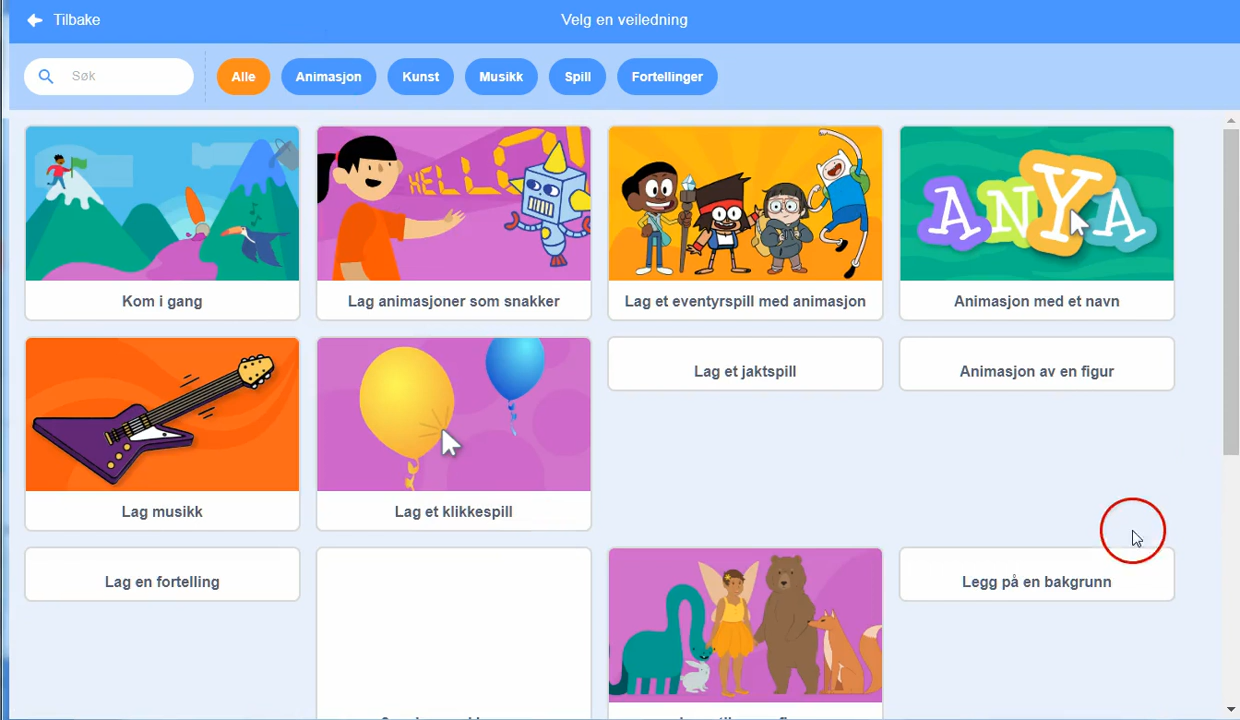 Tilbake
Velg en veiledning
Søk
Alle
Animasjon
Kunst
Musikk
Spill
Fortellinger
HELLO
ANYA
Kom i gang
Lag animasjoner som snakker
Lag et eventyrspill med animasjon
Animasjon med et navn
Lag musikk
Lag et klikkespill
Lag et jaktspill
Animasjon av en figur
Lag en fortelling
Legg på en bakgrunn